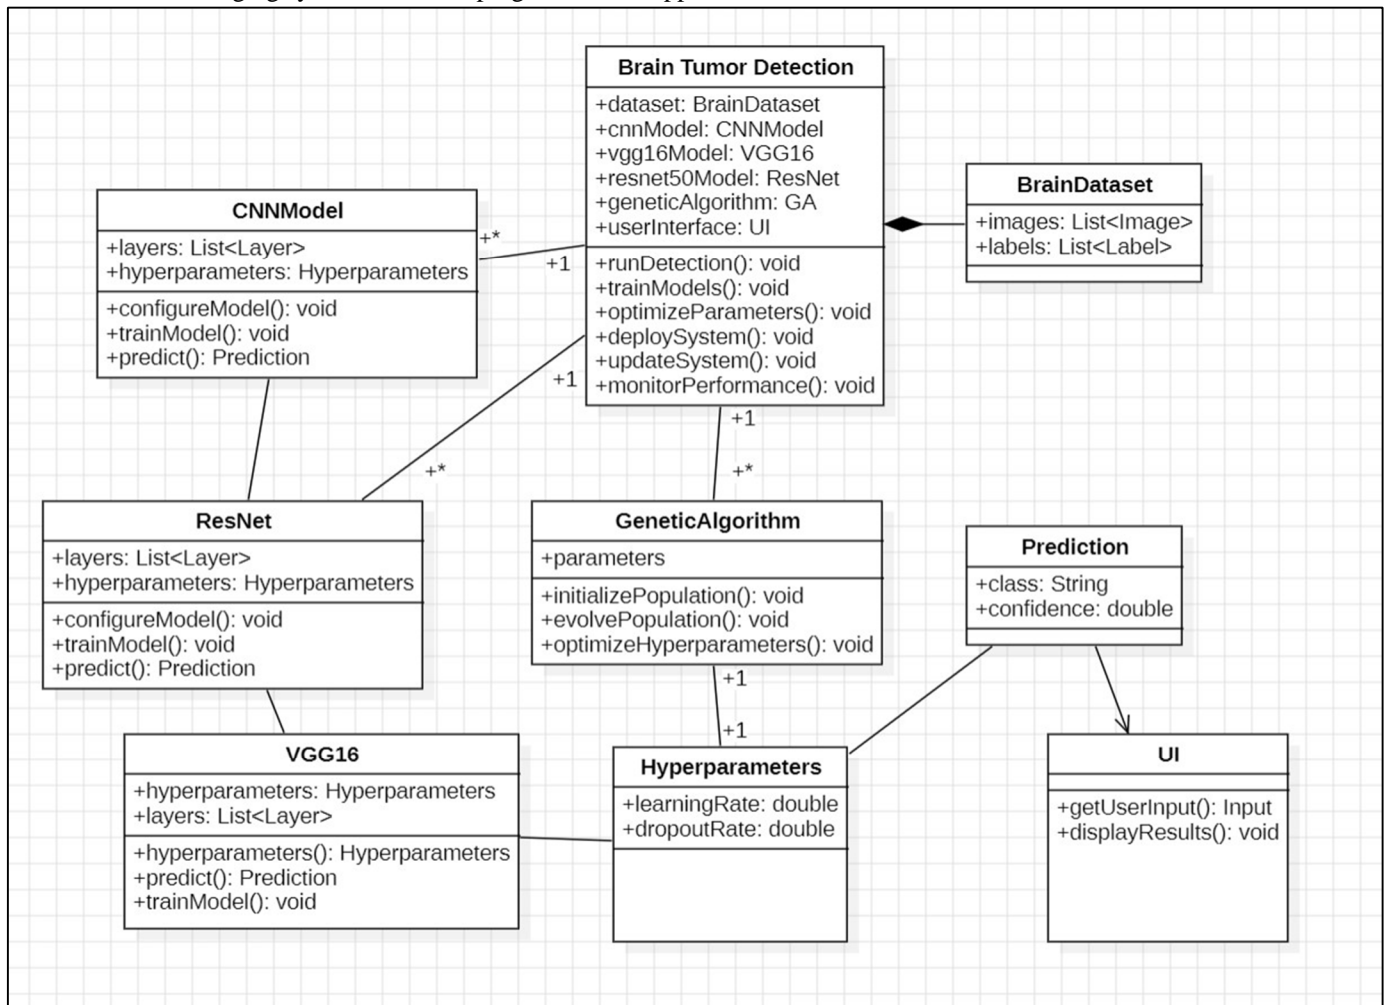 Brain Tumor Detection
+dataset: BrainDataset
+cnnModel: CNNModel
+vgg16Model: VGG16
+resnet50Model: ResNet
+geneticAlgorithm: GA
+userInterface: UI
+runDetection(): void
+trainModels(): void
+optimizeParameters(): void
+deploySystem(): void
+updateSystem(): void
+monitorPerformance(): void
BrainDataset
+images: List<Image>
+labels: List<Label>
CNNModel
+layers: List<Layer>
+hyperparameters: Hyperparameters
+configureModel(): void
+trainModel(): void
+predict(): Prediction
+*
+1
+1
+*
+1
+*
ResNet
+layers: List<Layer>
+hyperparameters: Hyperparameters
+configureModel(): void
+trainModel(): void
+predict(): Prediction
GeneticAlgorithm
+parameters
+initializePopulation(): void
+evolvePopulation(): void
+optimizeHyperparameters(): void
Prediction
+class: String
+confidence: double
+1
+1
VGG16
+hyperparameters: Hyperparameters
+layers: List<Layer>
+hyperparameters(): Hyperparameters
+predict(): Prediction
+trainModel(): void
Hyperparameters
+learningRate: double
+dropoutRate: double
UI
+getUserInput(): Input
+displayResults(): void